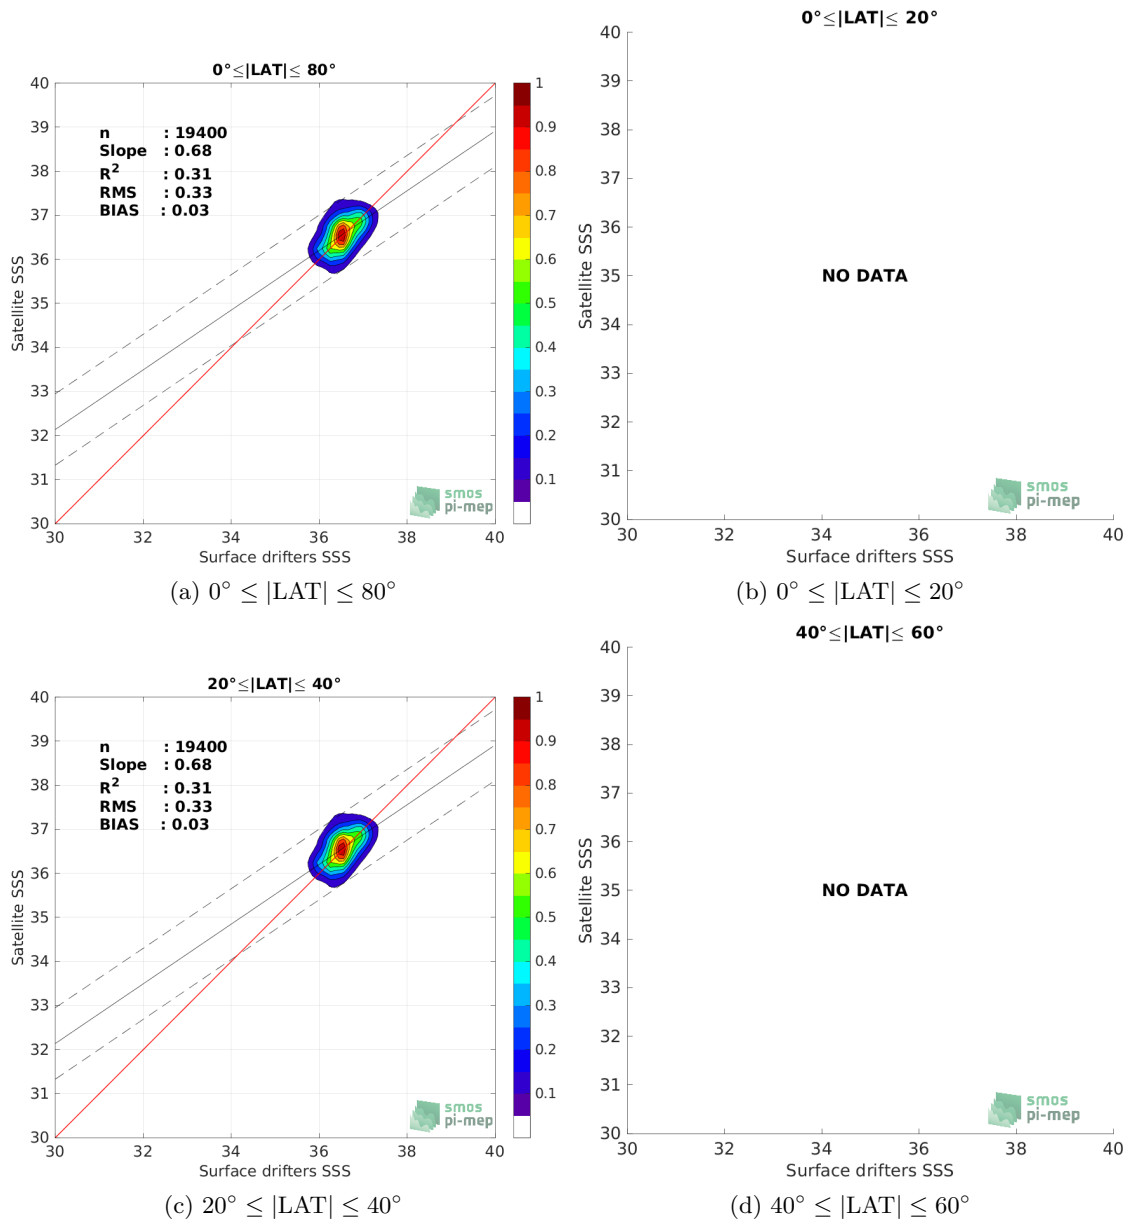 0°≤|LAT|≤ 80°
40
39
38
37
36
35
34
33
32
31
30
Satellite SSS
n : 19400
Slope : 0.68
R² : 0.31
RMS : 0.33
BIAS : 0.03
smos
pi-mep
30 32 34 36 38 40
Surface drifters SSS
1
0.9
0.8
0.7
0.6
0.5
0.4
0.3
0.2
0.1
(a) 0° ≤ |LAT| ≤ 80°
0°≤|LAT|≤ 20°
40
39
38
37
36
35
34
33
32
31
30
Satellite SSS
NO DATA
smos
pi-mep
30 32 34 36 38 40
Surface drifters SSS
(b) 0° ≤ |LAT| ≤ 20°
20°≤|LAT|≤ 40°
40
39
38
37
36
35
34
33
32
31
30
Satellite SSS
n : 19400
Slope : 0.68
R² : 0.31
RMS : 0.33
BIAS : 0.03
smos
pi-mep
30 32 34 36 38 40
Surface drifters SSS
1
0.9
0.8
0.7
0.6
0.5
0.4
0.3
0.2
0.1
(c) 20° ≤ |LAT| ≤ 40°
40°≤|LAT|≤ 60°
40
39
38
37
36
35
34
33
32
31
30
Satellite SSS
NO DATA
smos
pi-mep
30 32 34 36 38 40
Surface drifters SSS
(d) 40° ≤ |LAT| ≤ 60°